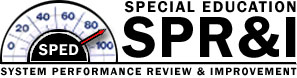 SPECIAL EDUCATION
SPR&I
0 20 40 60 80 100
SPED
SYSTEM PERFORMANCE REVIEW & IMPROVEMENT